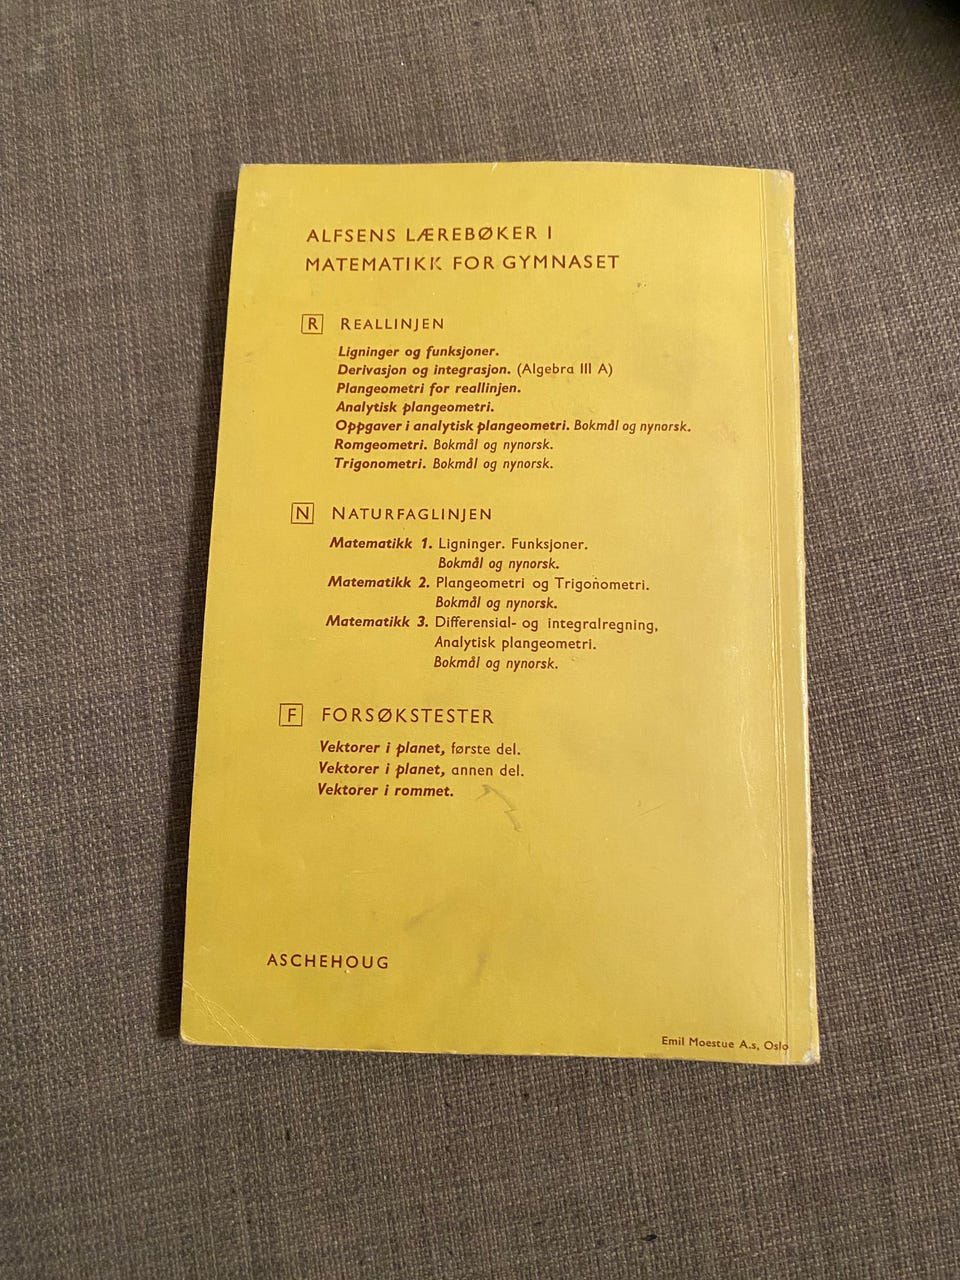 ALFSENS LÆREBØKER I
MATEMATIKK FOR GYMNASET
R REALLINJEN
Ligninger og funksjoner.
Derivasjon og integrasjon. (Algebra III A)
Plangeometri for reallinjen.
Analytisk plangeometri.
Oppgaver i analytisk plangeometri. Bokmål og nynorsk.
Romgeometri. Bokmål og nynorsk.
Trigonometri. Bokmål og nynorsk.
N NATURFAGLINJEN
Matematikk 1. Ligninger. Funksjoner.
Bokmål og nynorsk.
Matematikk 2. Plangeometri og Trigonometri.
Bokmål og nynorsk.
Matematikk 3. Differensial- og integralregning,
Analytisk plangeometri.
Bokmål og nynorsk.
F FORSØKSTESTER
Vektorer i planet, første del.
Vektorer i planet, annen del.
Vektorer i rommet.
ASCHEHOUG
Emil Moestue A.s, Oslo